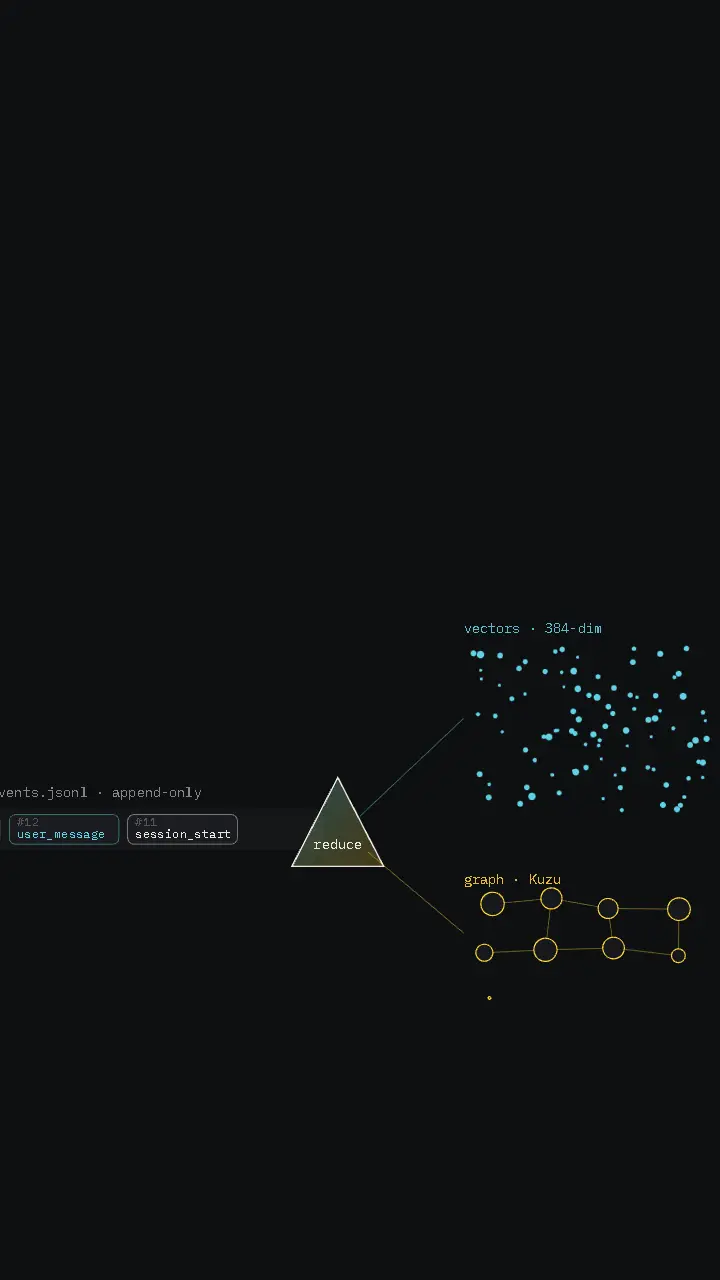 vectors · 384-dim
vents.jsonl · append-only
#12
user_message
#11
session_start
reduce
graph · Kuzu